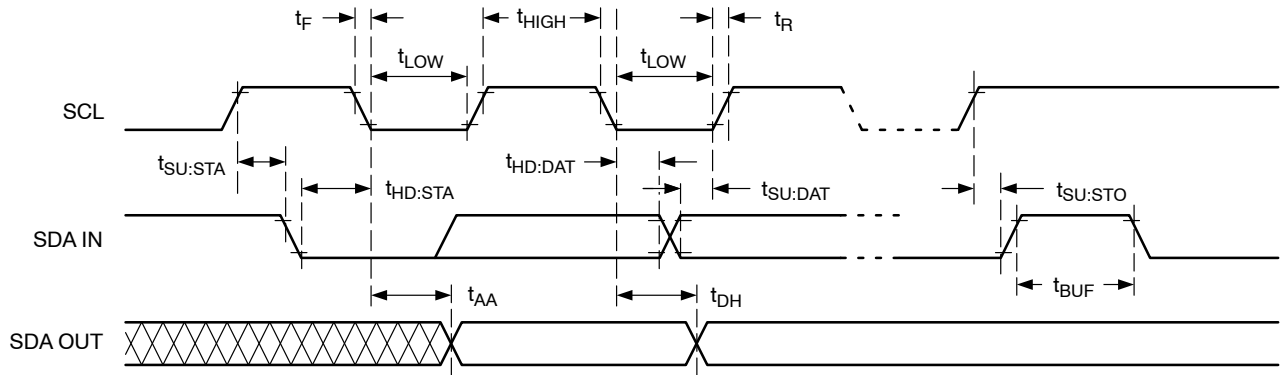 tF
tHIGH
tR
tLOW
tLOW
SCL
tSU:STA
tHD:STA
tHD:DAT
tSU:DAT
tSU:STO
SDA IN
tBUF
tAA
tDH
SDA OUT